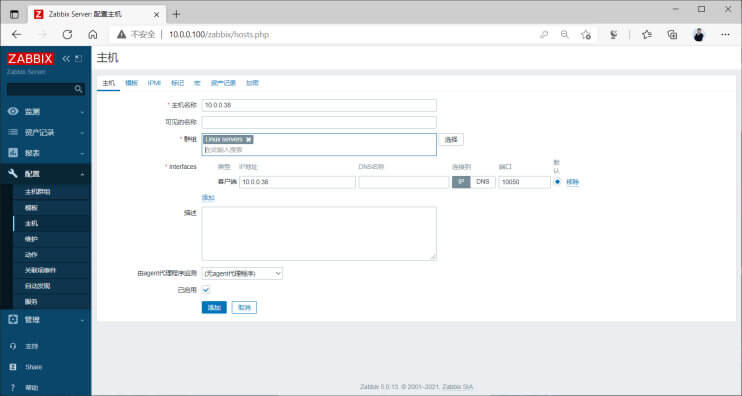 Zabbix Server: 配置主机
不安全 | 10.0.0.100/zabbix/hosts.php
ZABBIX
Zabbix Server
监测
资产记录
报表
配置
主机群组
模板
主机
维护
动作
关联项事件
自动发现
服务
管理
支持
Share
? 帮助
主机
主机 模板 IPMI 标记 宏 资产记录 加密
* 主机名称 10.0.0.38
可见的名称
* 群组 Linux servers
在此输入搜索
选择
* Interfaces 类型 IP地址 DNS名称 连接到 端口 默认
客户端 10.0.0.38 IP DNS 10050 移除
添加
描述
由agent代理程序监测 (无agent代理程序)
已启用
添加 取消
Zabbix 5.0.13. © 2001–2021, Zabbix SIA